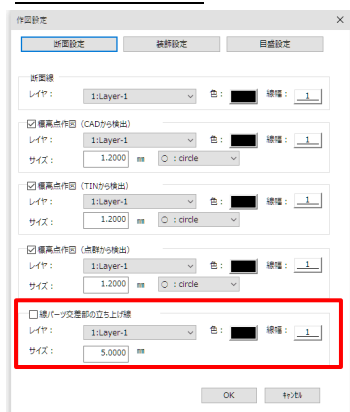 作図設定
断面設定 装飾設定 目盛設定
断面線
レイヤ： 1:Layer-1 色： 線幅： 1
標高点作図（CADから検出）
レイヤ： 1:Layer-1 色： 線幅： 1
サイズ： 1.2000 mm ○ : circle
標高点作図（TINから検出）
レイヤ： 1:Layer-1 色： 線幅： 1
サイズ： 1.2000 mm ○ : circle
標高点作図（点群から検出）
レイヤ： 1:Layer-1 色： 線幅： 1
サイズ： 1.2000 mm ○ : circle
線パーツ交差部の立ち上げ線
レイヤ： 1:Layer-1 色： 線幅： 1
サイズ： 5.0000 mm
OK ｷｬﾝｾﾙ